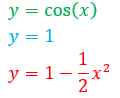 y = cos(x)
y = 1
y = 1 − 1/2 x²